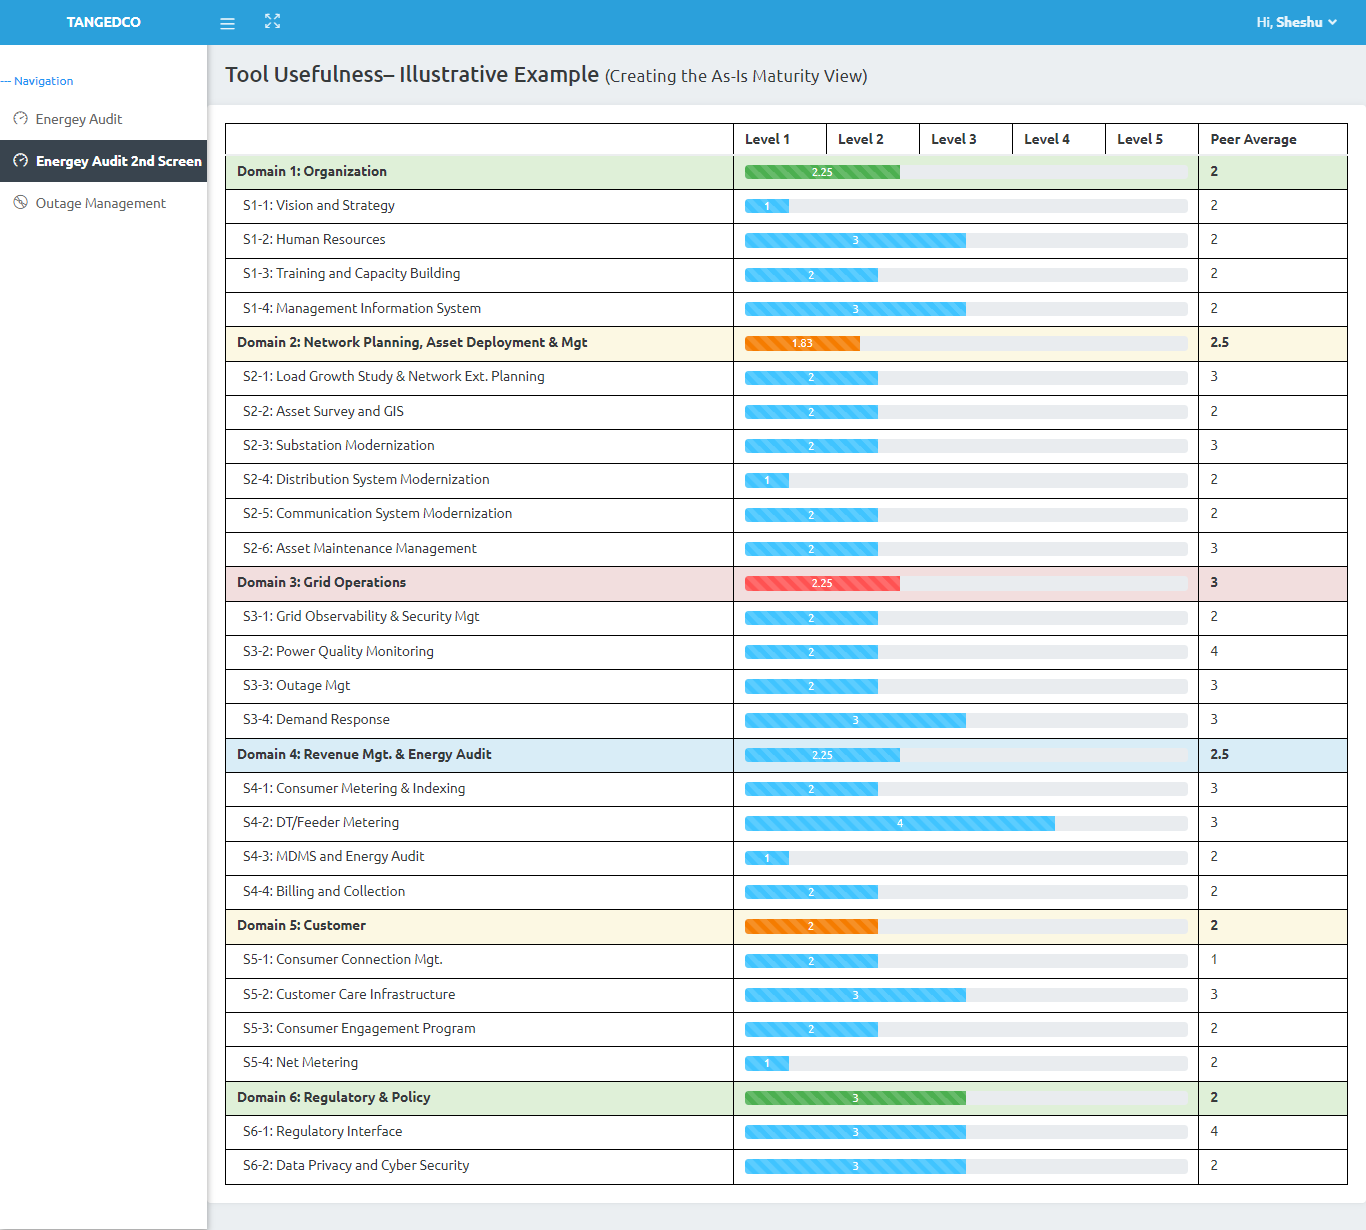 TANGEDCO
Hi, Sheshu
--- Navigation
Energey Audit
Energey Audit 2nd Screen
Outage Management
Tool Usefulness– Illustrative Example (Creating the As-Is Maturity View)
Level 1 Level 2 Level 3 Level 4 Level 5 Peer Average
Domain 1: Organization 2.25 2
S1-1: Vision and Strategy 1 2
S1-2: Human Resources 3 2
S1-3: Training and Capacity Building 2 2
S1-4: Management Information System 3 2
Domain 2: Network Planning, Asset Deployment & Mgt 1.83 2.5
S2-1: Load Growth Study & Network Ext. Planning 2 3
S2-2: Asset Survey and GIS 2 2
S2-3: Substation Modernization 2 3
S2-4: Distribution System Modernization 1 2
S2-5: Communication System Modernization 2 2
S2-6: Asset Maintenance Management 2 3
Domain 3: Grid Operations 2.25 3
S3-1: Grid Observability & Security Mgt 2 2
S3-2: Power Quality Monitoring 2 4
S3-3: Outage Mgt 2 3
S3-4: Demand Response 3 3
Domain 4: Revenue Mgt. & Energy Audit 2.25 2.5
S4-1: Consumer Metering & Indexing 2 3
S4-2: DT/Feeder Metering 4 3
S4-3: MDMS and Energy Audit 1 2
S4-4: Billing and Collection 2 2
Domain 5: Customer 2 2
S5-1: Consumer Connection Mgt. 2 1
S5-2: Customer Care Infrastructure 3 3
S5-3: Consumer Engagement Program 2 2
S5-4: Net Metering 1 2
Domain 6: Regulatory & Policy 3 2
S6-1: Regulatory Interface 3 4
S6-2: Data Privacy and Cyber Security 3 2